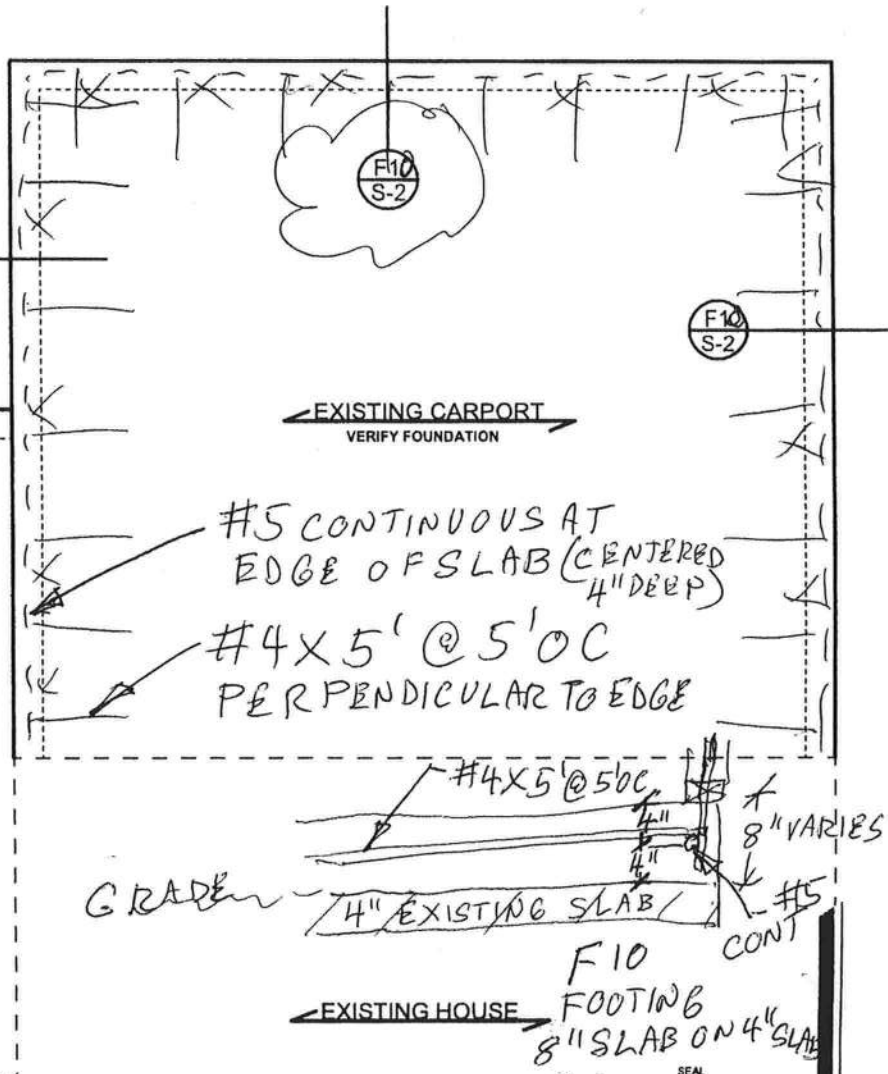 F10
S-2
F10
S-2
EXISTING CARPORT
VERIFY FOUNDATION
#5 CONTINUOUS AT
EDGE OF SLAB (CENTERED
4" DEEP)
#4 X 5' @ 5' OC
PERPENDICULAR TO EDGE
#4X5'@5'OC
4"
8" VARIES
4"
GRADE
4" EXISTING SLAB
#5
CONT
F10
EXISTING HOUSE
FOOTING
8" SLAB ON 4" SLAB
SEAL